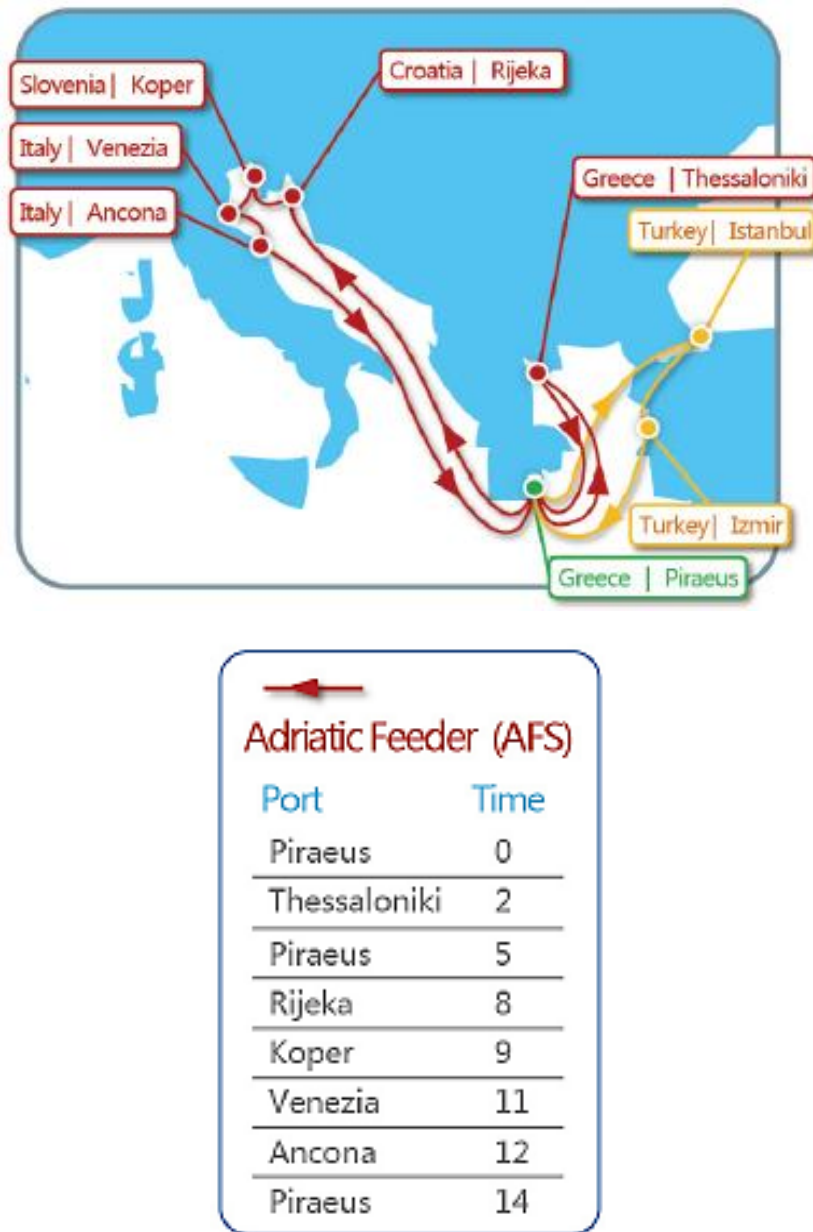 Slovenia | Koper
Croatia | Rijeka
Italy | Venezia
Italy | Ancona
Greece | Thessaloniki
Turkey | Istanbul
Turkey | Izmir
Greece | Piraeus
Adriatic Feeder (AFS)
Port Time
Piraeus 0
Thessaloniki 2
Piraeus 5
Rijeka 8
Koper 9
Venezia 11
Ancona 12
Piraeus 14